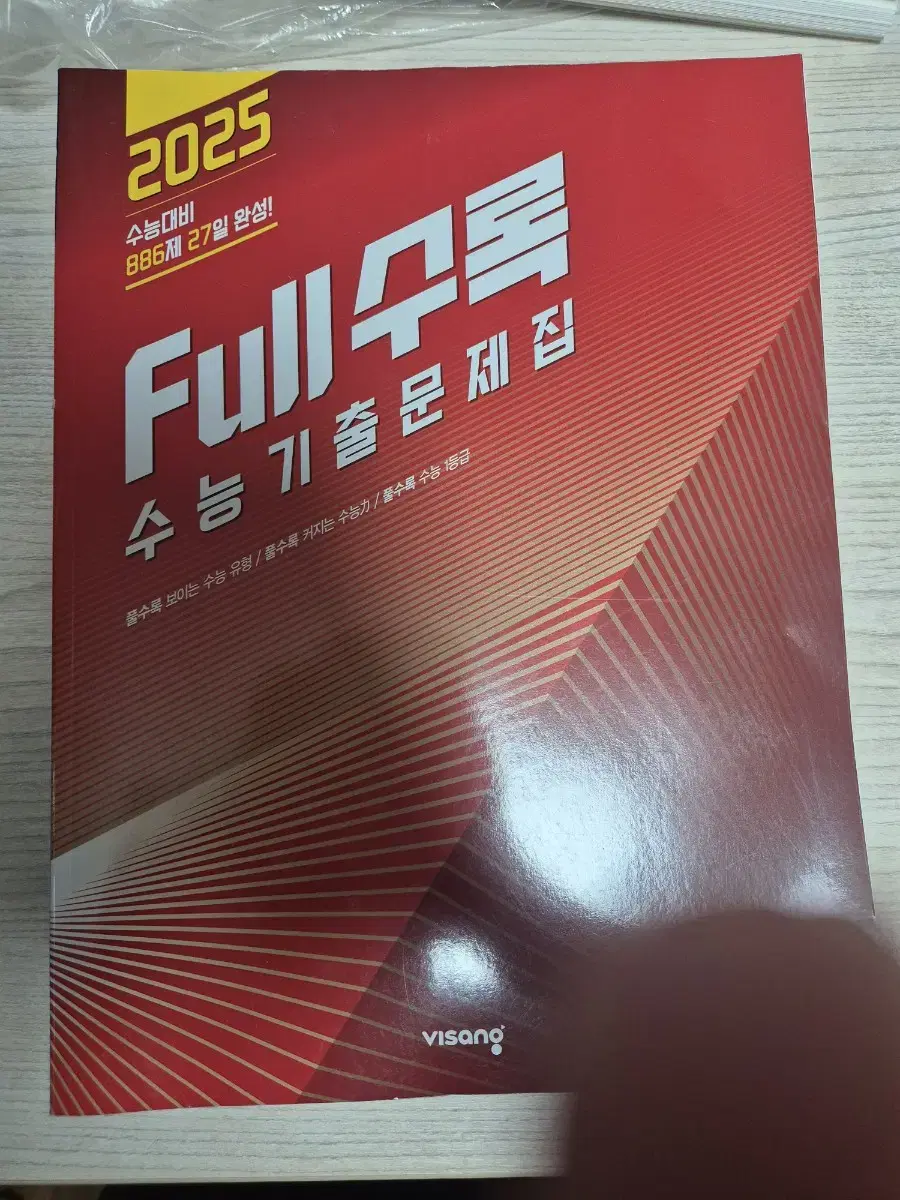 2025
수능대비
886제 27일 완성!
Full수록
수능기출문제집
풀수록 보이는 수능 유형 / 풀수록 커지는 수능力 / 풀수록 수능 1등급
visang